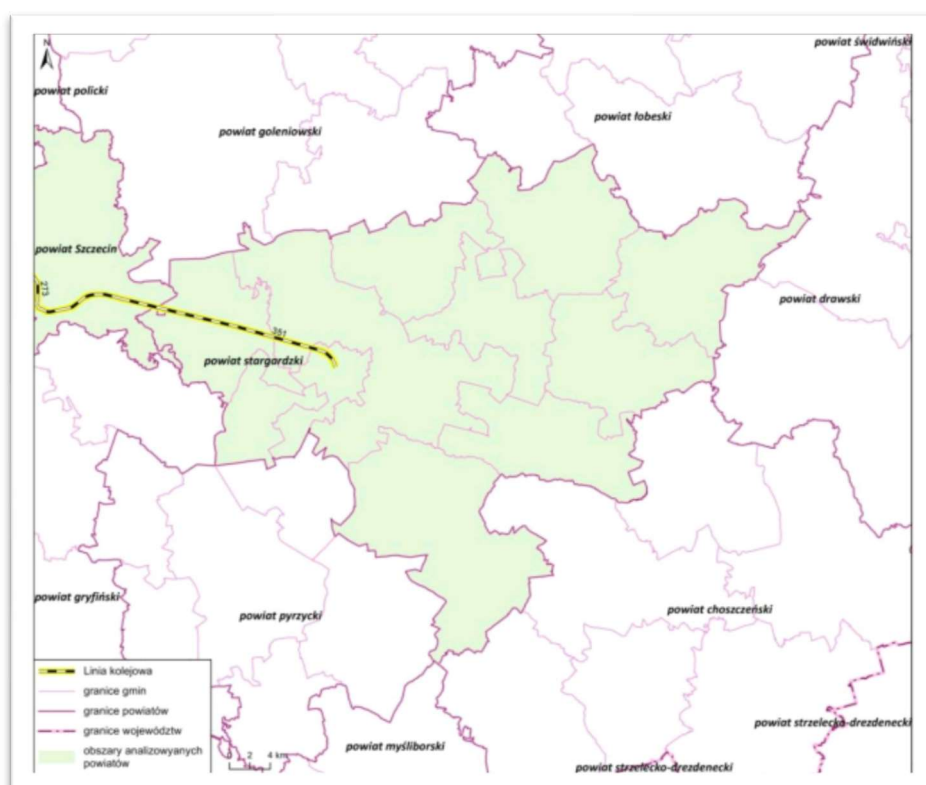 N
powiat świdwiński
powiat policki
powiat łobeski
powiat goleniowski
powiat Szczecin
273
powiat drawski
351
powiat stargardzki
powiat gryfiński
powiat choszczeński
powiat pyrzycki
Linia kolejowa
granice gmin
granice powiatów
granice województw
obszary analizowyanych
powiatów
0 2 4 km
powiat strzelecko-drezdenecki
powiat myśliborski
powiat strzelecko-drezdenecki